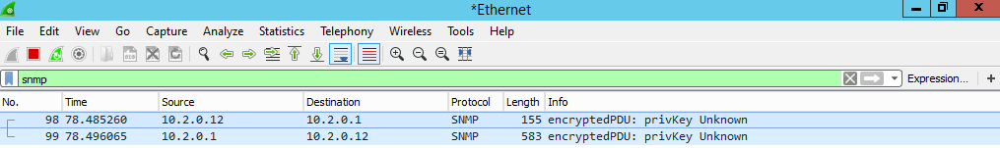 *Ethernet
File Edit View Go Capture Analyze Statistics Telephony Wireless Tools Help
snmp Expression... +
No. Time Source Destination Protocol Length Info
98 78.485260 10.2.0.12 10.2.0.1 SNMP 155 encryptedPDU: privKey Unknown
99 78.496065 10.2.0.1 10.2.0.12 SNMP 583 encryptedPDU: privKey Unknown